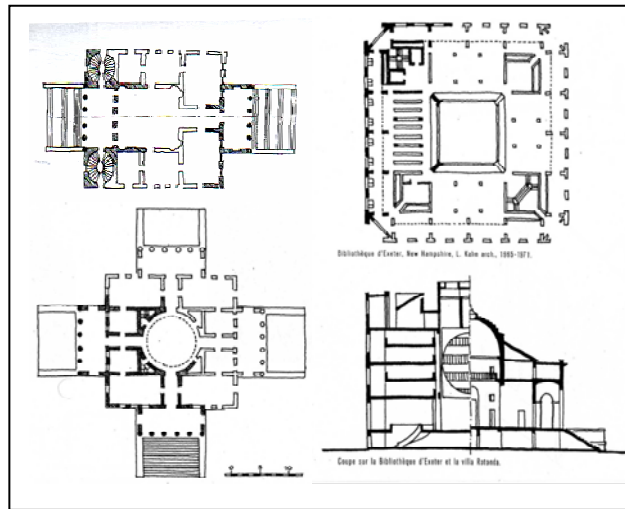 Bibliothèque d'Exeter, New Hampshire, L. Kahn arch., 1965-1971.
Coupe sur la Bibliothèque d'Exeter et la villa Rotonda.